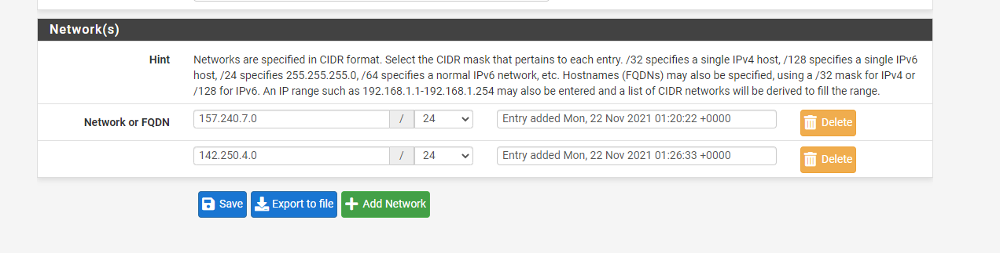 Network(s)
Hint
Networks are specified in CIDR format. Select the CIDR mask that pertains to each entry. /32 specifies a single IPv4 host, /128 specifies a single IPv6
host, /24 specifies 255.255.255.0, /64 specifies a normal IPv6 network, etc. Hostnames (FQDNs) may also be specified, using a /32 mask for IPv4 or
/128 for IPv6. An IP range such as 192.168.1.1-192.168.1.254 may also be entered and a list of CIDR networks will be derived to fill the range.
Network or FQDN 157.240.7.0 / 24 Entry added Mon, 22 Nov 2021 01:20:22 +0000 Delete
142.250.4.0 / 24 Entry added Mon, 22 Nov 2021 01:26:33 +0000 Delete
Save Export to file Add Network